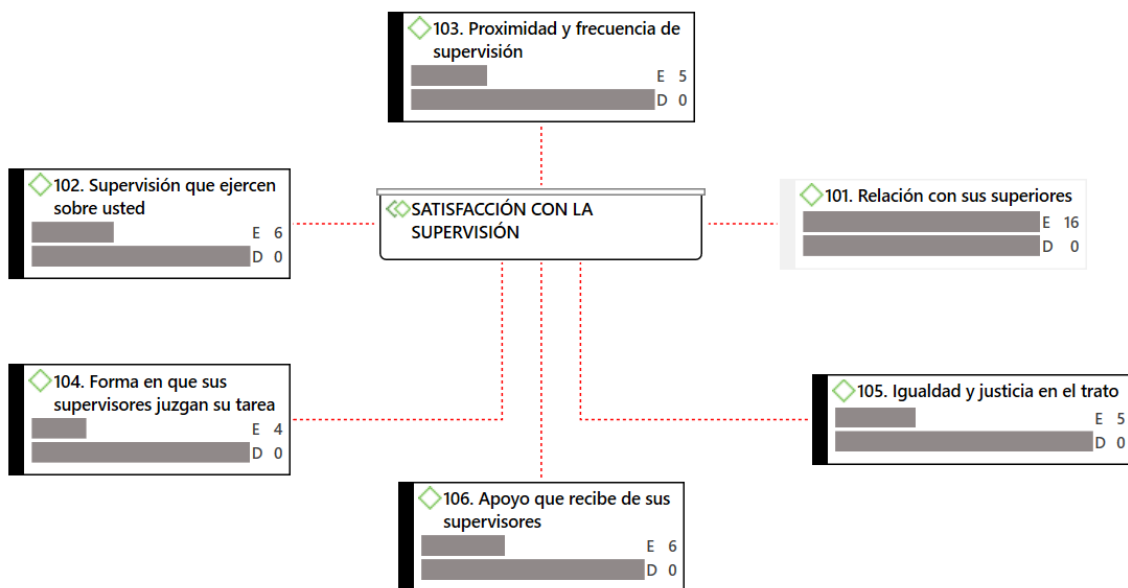 103. Proximidad y frecuencia de
supervisión
E 5
D 0
102. Supervisión que ejercen
sobre usted
E 6
D 0
SATISFACCIÓN CON LA
SUPERVISIÓN
101. Relación con sus superiores
E 16
D 0
104. Forma en que sus
supervisores juzgan su tarea
E 4
D 0
105. Igualdad y justicia en el trato
E 5
D 0
106. Apoyo que recibe de sus
supervisores
E 6
D 0